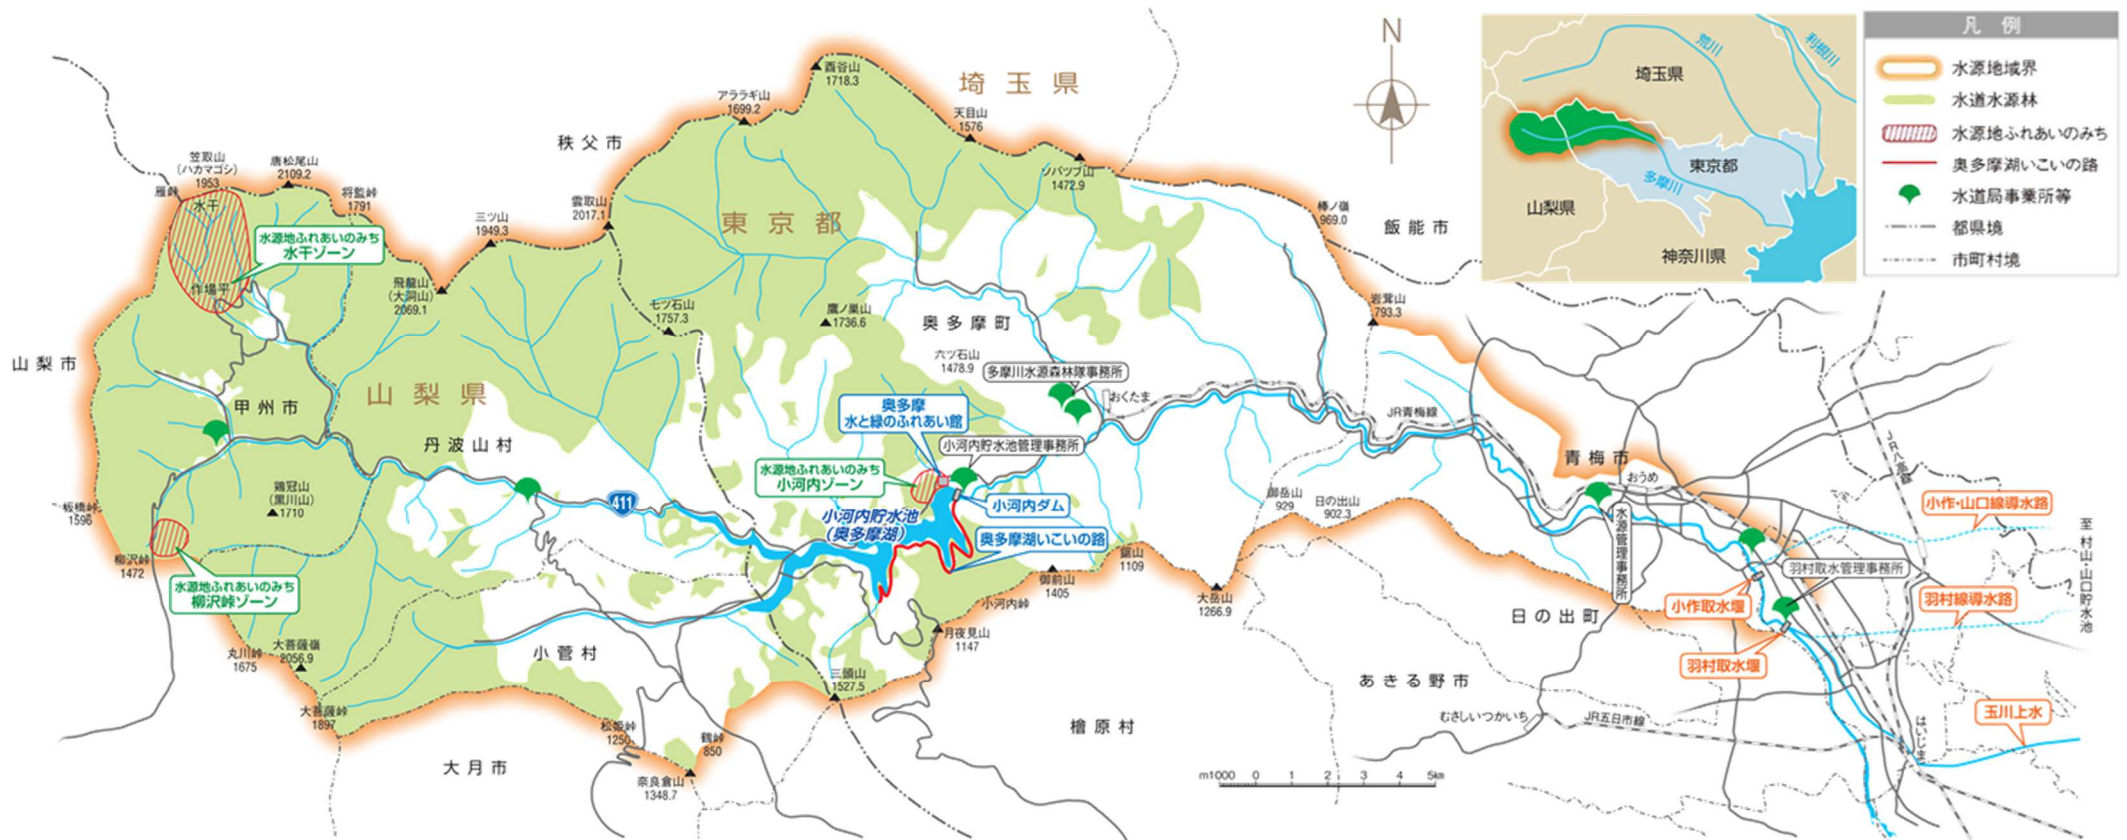 N
凡 例
水源地域界
水道水源林
水源地ふれあいのみち
奥多摩湖いこいの路
水道局事業所等
都県境
市町村境
荒川
利根川
埼玉県
東京都
多摩川
山梨県
神奈川県
埼玉県
酉谷山
1718.3
アララギ山
1699.2
天目山
1576
ソバツブ山
1472.9
秩父市
笠取山
(ハカマゴシ)
1953
唐松尾山
2109.2
雁峠
水干
将監峠
1791
雲取山
2017.1
三ツ山
1949.3
東京都
棒ノ嶺
969.0
飯能市
水源地ふれあいのみち
水干ゾーン
作場平
飛龍山
(大洞山)
2069.1
七ツ石山
1757.3
鷹ノ巣山
1736.6
奥多摩町
岩茸山
793.3
山梨市
山梨県
甲州市
六ツ石山
1478.9
多摩川水源森林隊事務所
おくたま
奥多摩
水と緑のふれあい館
JR青梅線
丹波山村
小河内貯水池管理事務所
青梅市
JR八高線
水源地ふれあいのみち
小河内ゾーン
おうめ
鶏冠山
(黒川山)
1710
411
板橋峠
1596
小河内ダム
御岳山
929
日の出山
902.3
小作・山口線導水路
小河内貯水池
(奥多摩湖)
奥多摩湖いこいの路
水源管理事務所
至村山・山口貯水池
柳沢峠
1472
鋸山
1109
羽村取水管理事務所
水源地ふれあいのみち
柳沢峠ゾーン
御前山
1405
大岳山
1266.9
小作取水堰
羽村線導水路
小河内峠
日の出町
月夜見山
1147
丸川峠
1675
大菩薩嶺
2056.9
小菅村
羽村取水堰
三頭山
1527.5
あきる野市
大菩薩峠
1897
松姫峠
1250
鶴峠
850
檜原村
むさしいつかいち
JR五日市線
はいじま
玉川上水
大月市
奈良倉山
1348.7
m1000 0 1 2 3 4 5km